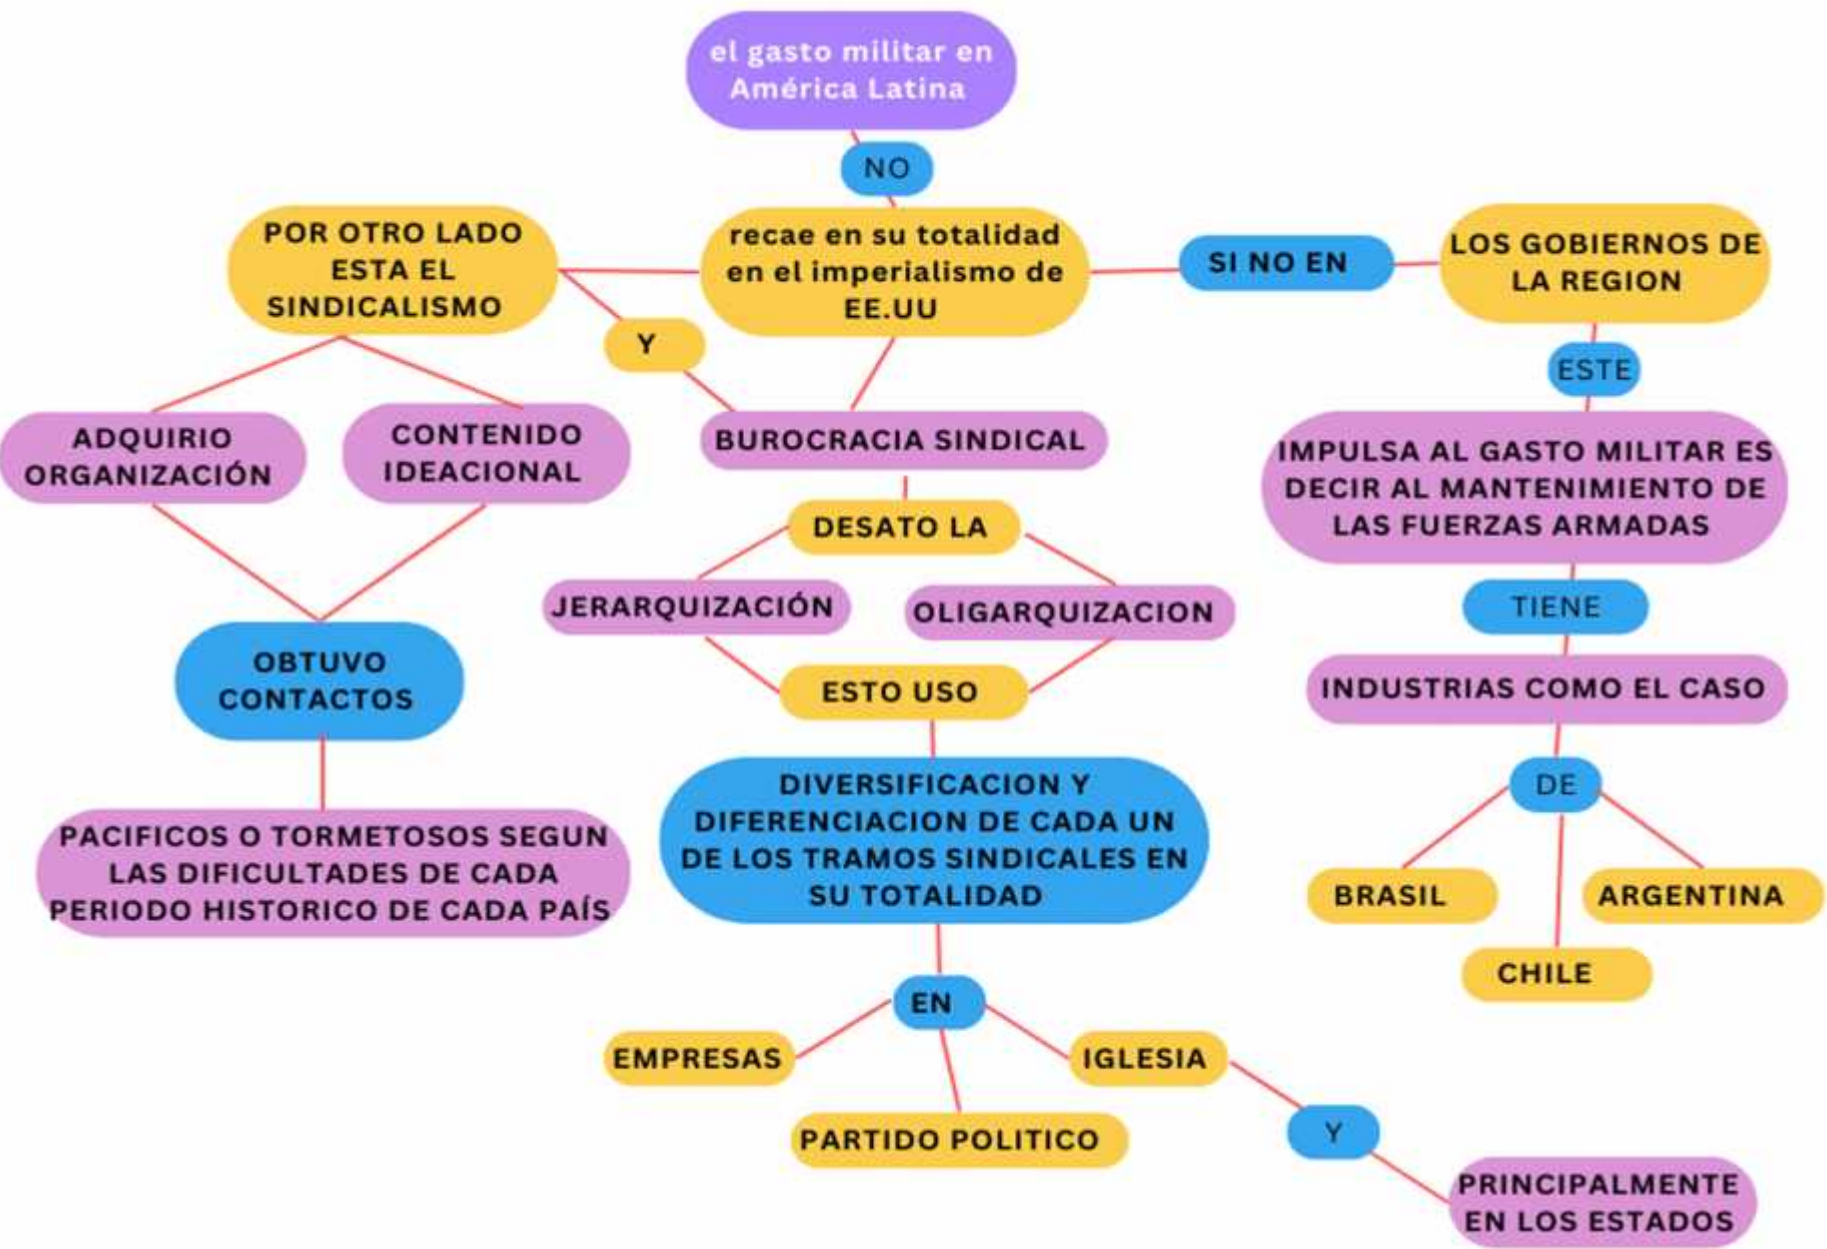 el gasto militar en
América Latina
NO
POR OTRO LADO
ESTA EL
SINDICALISMO
recae en su totalidad
en el imperialismo de
EE.UU
SI NO EN
LOS GOBIERNOS DE
LA REGION
Y
ESTE
ADQUIRIO
ORGANIZACIÓN
CONTENIDO
IDEACIONAL
BUROCRACIA SINDICAL
IMPULSA AL GASTO MILITAR ES
DECIR AL MANTENIMIENTO DE
LAS FUERZAS ARMADAS
DESATO LA
JERARQUIZACIÓN
OLIGARQUIZACION
TIENE
OBTUVO
CONTACTOS
ESTO USO
INDUSTRIAS COMO EL CASO
DE
PACIFICOS O TORMETOSOS SEGUN
LAS DIFICULTADES DE CADA
PERIODO HISTORICO DE CADA PAÍS
DIVERSIFICACION Y
DIFERENCIACION DE CADA UN
DE LOS TRAMOS SINDICALES EN
SU TOTALIDAD
BRASIL
ARGENTINA
CHILE
EN
EMPRESAS
IGLESIA
PARTIDO POLITICO
Y
PRINCIPALMENTE
EN LOS ESTADOS